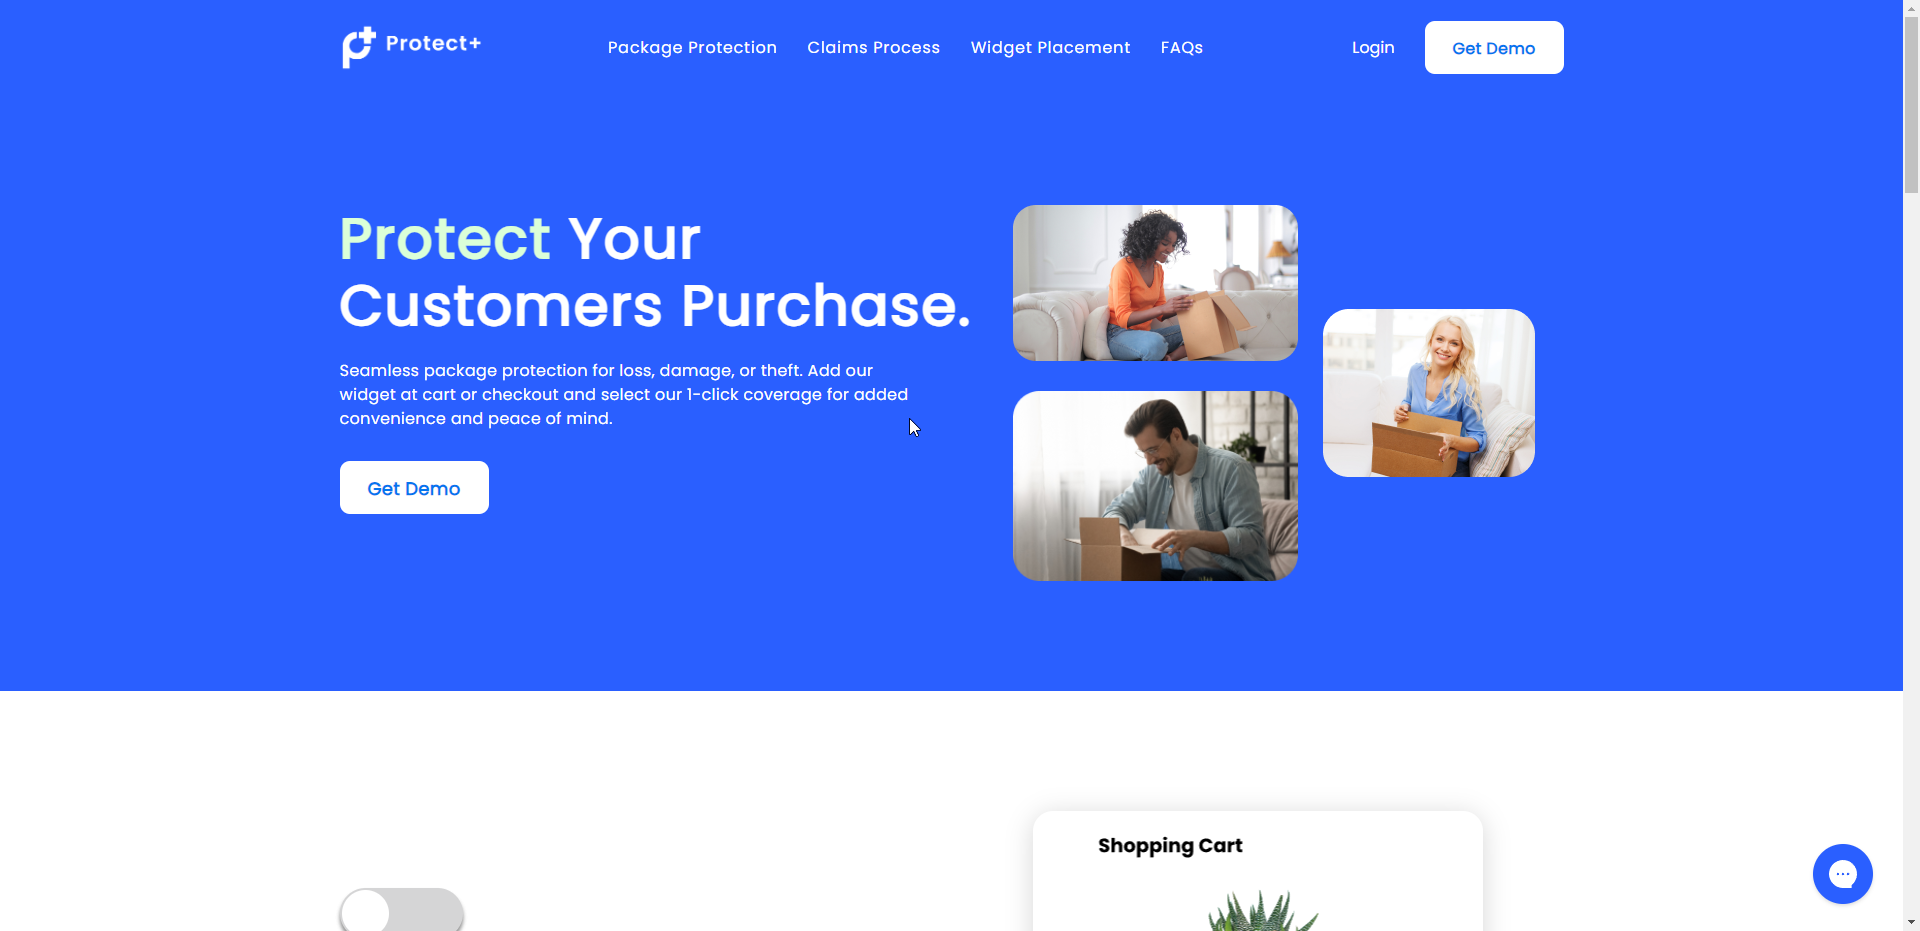 Protect+
Package Protection
Claims Process
Widget Placement
FAQs
Login
Get Demo
Protect Your
Customers Purchase.
Seamless package protection for loss, damage, or theft. Add our
widget at cart or checkout and select our 1-click coverage for added
convenience and peace of mind.
Get Demo
Shopping Cart